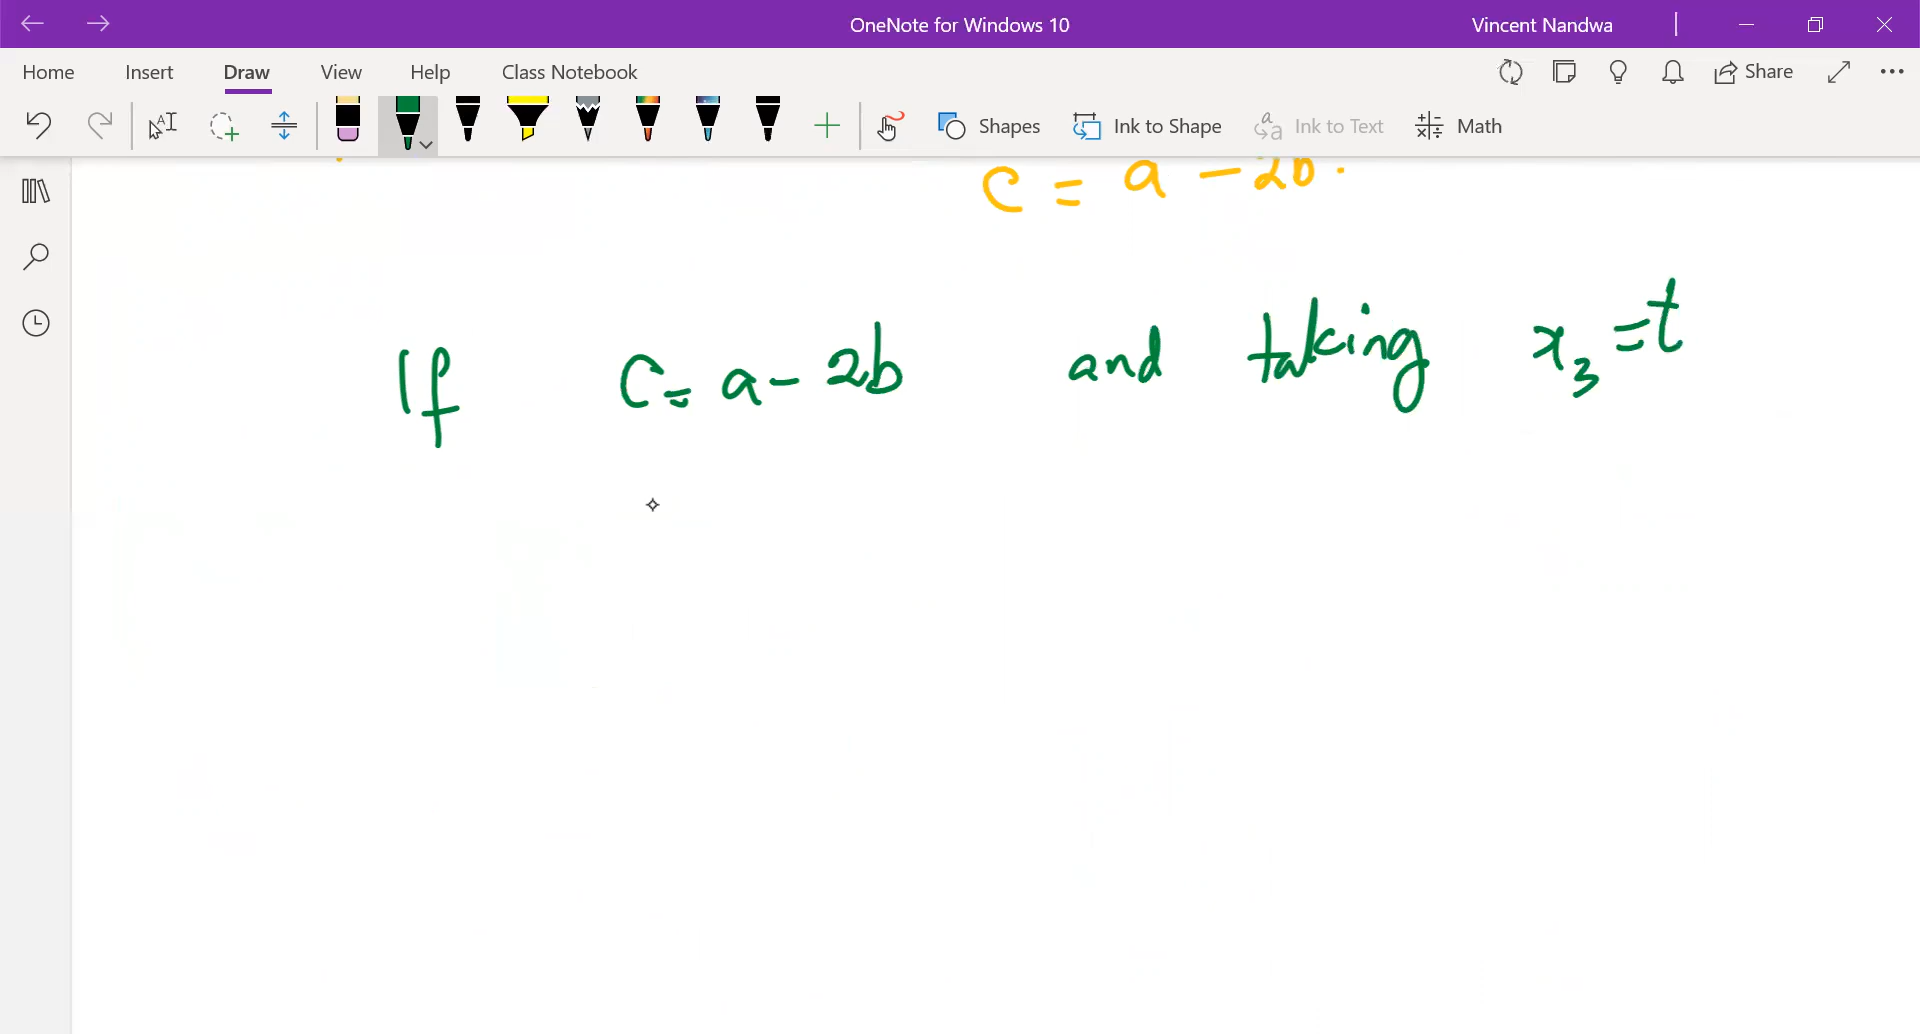 OneNote for Windows 10
Vincent Nandwa
Home Insert Draw View Help Class Notebook
Share
Shapes Ink to Shape Ink to Text Math
c = a - 2b.
If c = a - 2b and taking x₃ = t